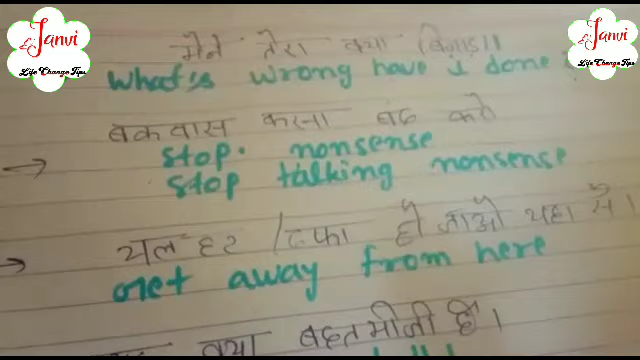 Janvi
Life Change Tips
Janvi
Life Change Tips
मैने तेरा क्या बिगाड़ा
What's wrong have i done ?
बकवास करना बंद करो
→ stop. nonsense
stop talking nonsense
→ चल हट / दफा हो जाओ यहा से।
Get away from here
क्या बहुत मीजी है।